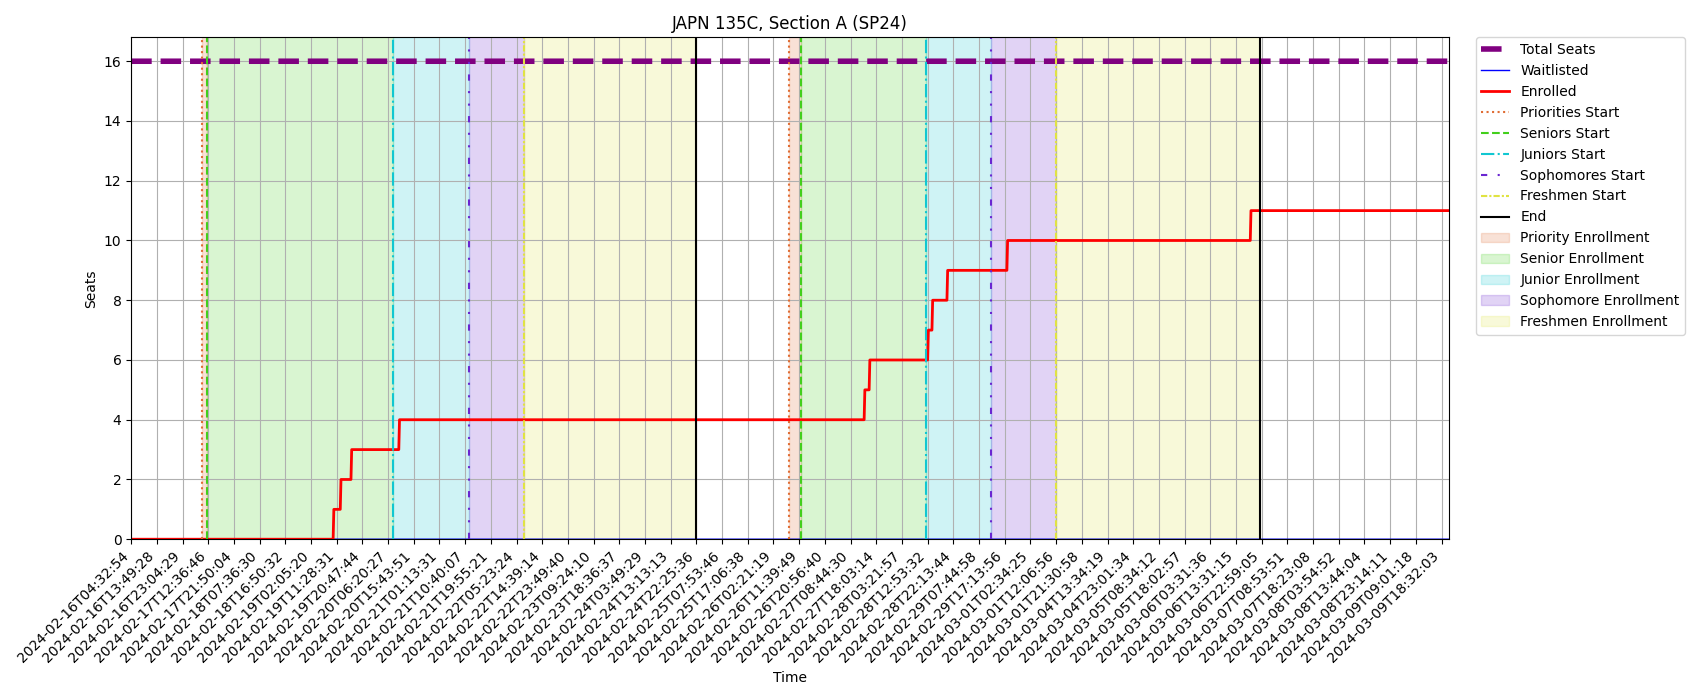 JAPN 135C, Section A (SP24)
Seats
16
14
12
10
8
6
4
2
0
2024-02-16T04:32:54
2024-02-16T13:49:28
2024-02-16T23:04:29
2024-02-17T12:36:46
2024-02-17T21:50:04
2024-02-18T07:36:30
2024-02-18T16:50:32
2024-02-19T02:05:20
2024-02-19T11:28:31
2024-02-19T20:47:44
2024-02-20T06:20:27
2024-02-20T15:43:51
2024-02-21T01:13:31
2024-02-21T10:40:07
2024-02-21T19:55:21
2024-02-22T05:23:24
2024-02-22T14:39:14
2024-02-22T23:49:40
2024-02-23T09:24:10
2024-02-23T18:36:37
2024-02-24T03:49:29
2024-02-24T13:13:13
2024-02-24T22:25:36
2024-02-25T07:53:46
2024-02-25T17:06:38
2024-02-26T02:21:19
2024-02-26T11:39:49
2024-02-26T20:56:40
2024-02-27T08:44:30
2024-02-27T18:03:14
2024-02-28T03:21:57
2024-02-28T12:53:32
2024-02-28T22:13:44
2024-02-29T07:44:58
2024-02-29T17:13:56
2024-03-01T02:34:25
2024-03-01T12:06:56
2024-03-01T21:30:58
2024-03-04T13:34:19
2024-03-04T23:01:34
2024-03-05T08:34:12
2024-03-05T18:02:57
2024-03-06T03:31:36
2024-03-06T13:31:15
2024-03-06T22:59:05
2024-03-07T08:53:51
2024-03-07T18:23:08
2024-03-08T03:54:52
2024-03-08T13:44:04
2024-03-08T23:14:11
2024-03-09T09:01:18
2024-03-09T18:32:03
Time
Total Seats
Waitlisted
Enrolled
Priorities Start
Seniors Start
Juniors Start
Sophomores Start
Freshmen Start
End
Priority Enrollment
Senior Enrollment
Junior Enrollment
Sophomore Enrollment
Freshmen Enrollment